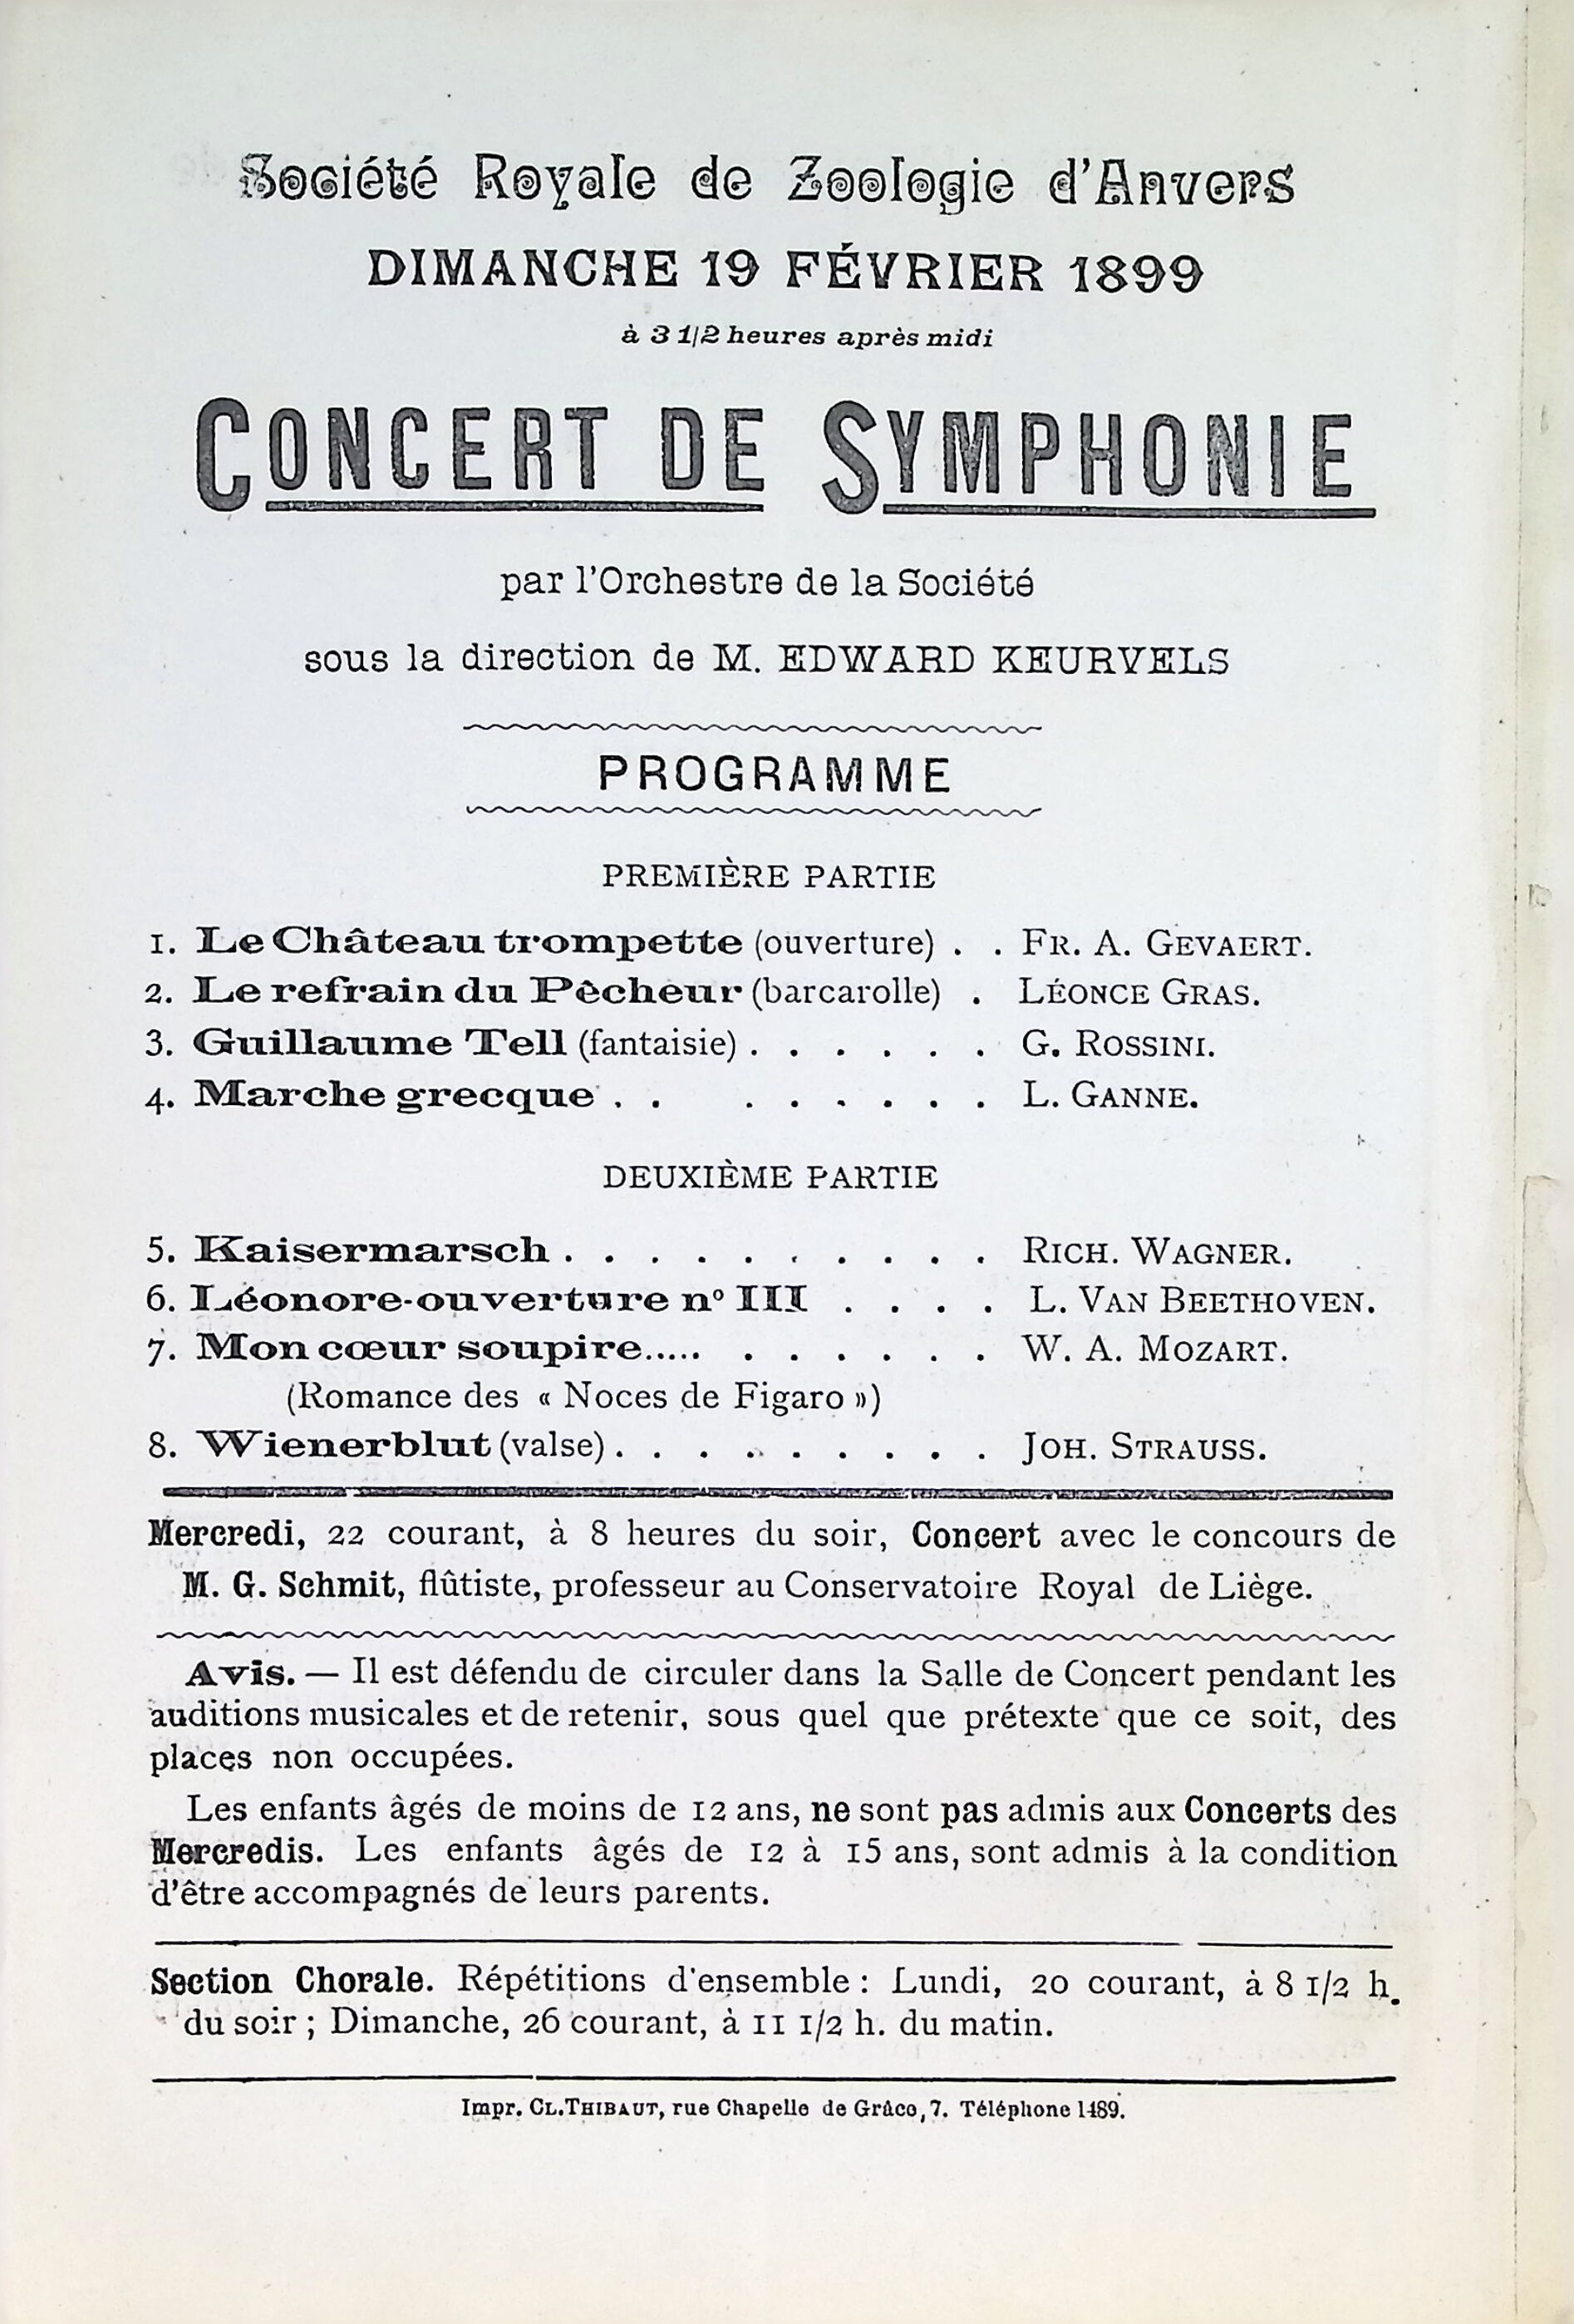 Société Royale de Zoologie d'Anvers
DIMANCHE 19 FÉVRIER 1899
à 3 1/2 heures après midi
CONCERT DE SYMPHONIE
par l'Orchestre de la Société
sous la direction de M. EDWARD KEURVELS
PROGRAMME
PREMIÈRE PARTIE
1. Le Château trompette (ouverture) . . FR. A. GEVAERT.
2. Le refrain du Pêcheur (barcarolle) . LÉONCE GRAS.
3. Guillaume Tell (fantaisie) . . . . . . G. ROSSINI.
4. Marche grecque . . . . . . . . L. GANNE.
DEUXIÈME PARTIE
5. Kaisermarsch . . . . . . . . . . RICH. WAGNER.
6. Léonore-ouverture nº III . . . . L. VAN BEETHOVEN.
7. Mon cœur soupire..... . . . . . . W. A. MOZART.
(Romance des « Noces de Figaro »)
8. Wienerblut (valse) . . . . . . . . . JOH. STRAUSS.
Mercredi, 22 courant, à 8 heures du soir, Concert avec le concours de
M. G. Schmit, flûtiste, professeur au Conservatoire Royal de Liège.
Avis. — Il est défendu de circuler dans la Salle de Concert pendant les
auditions musicales et de retenir, sous quel que prétexte que ce soit, des
places non occupées.
Les enfants âgés de moins de 12 ans, ne sont pas admis aux Concerts des
Mercredis. Les enfants âgés de 12 à 15 ans, sont admis à la condition
d'être accompagnés de leurs parents.
Section Chorale. Répétitions d'ensemble : Lundi, 20 courant, à 8 1/2 h.
du soir ; Dimanche, 26 courant, à 11 1/2 h. du matin.
Impr. CL. THIBAUT, rue Chapelle de Grâce, 7. Téléphone 1489.